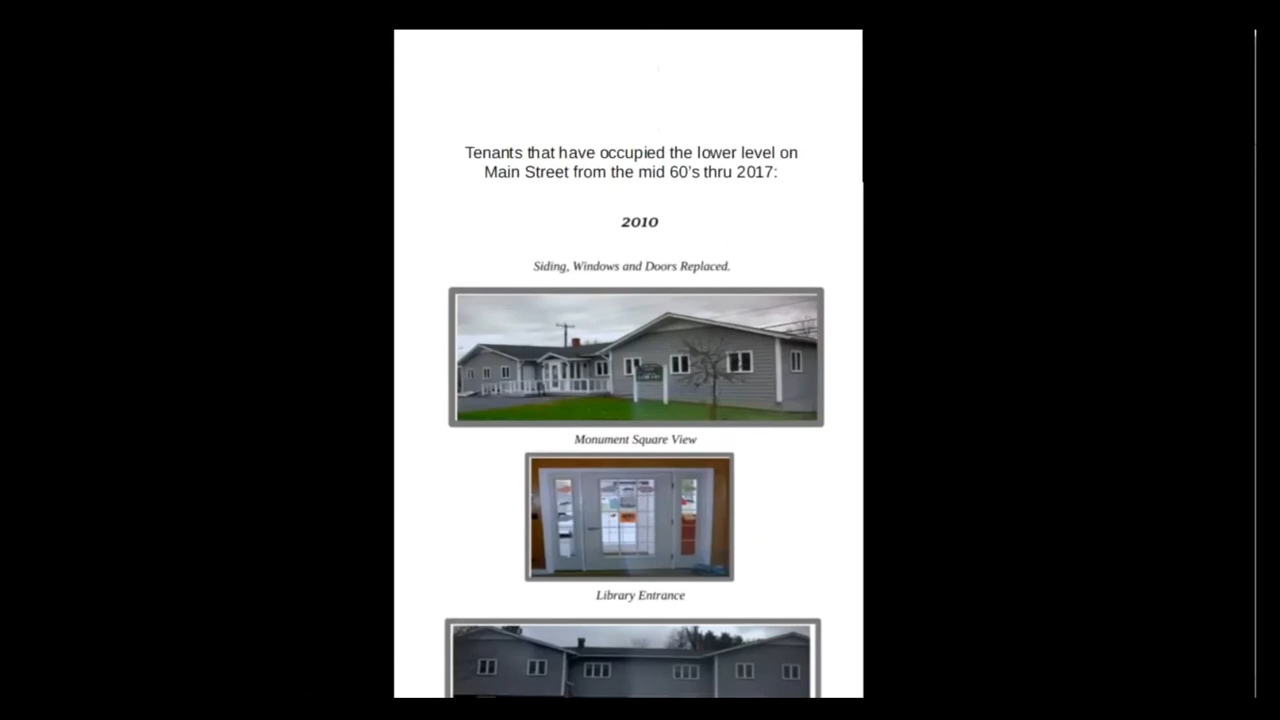 Tenants that have occupied the lower level on
Main Street from the mid 60's thru 2017:
2010
Siding, Windows and Doors Replaced.
Monument Square View
Library Entrance